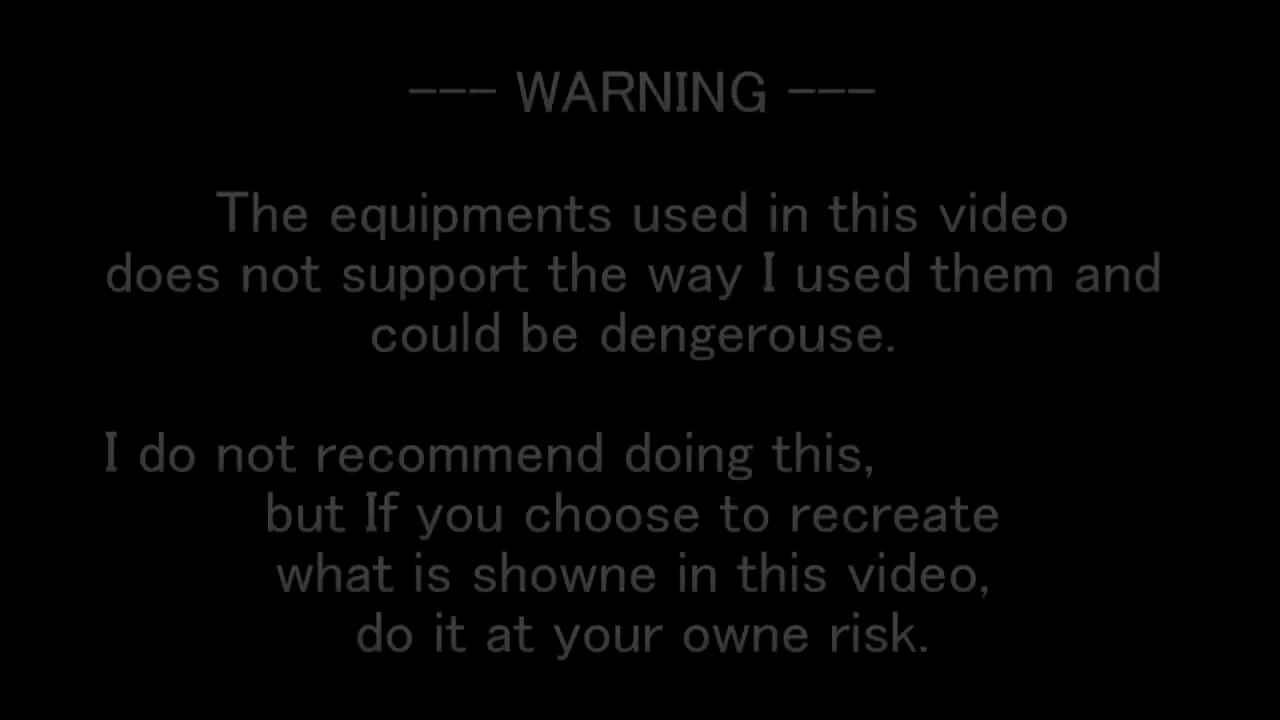 --- WARNING ---
The equipments used in this video
does not support the way I used them and
could be dengerouse.
I do not recommend doing this,
but If you choose to recreate
what is showne in this video,
do it at your owne risk.